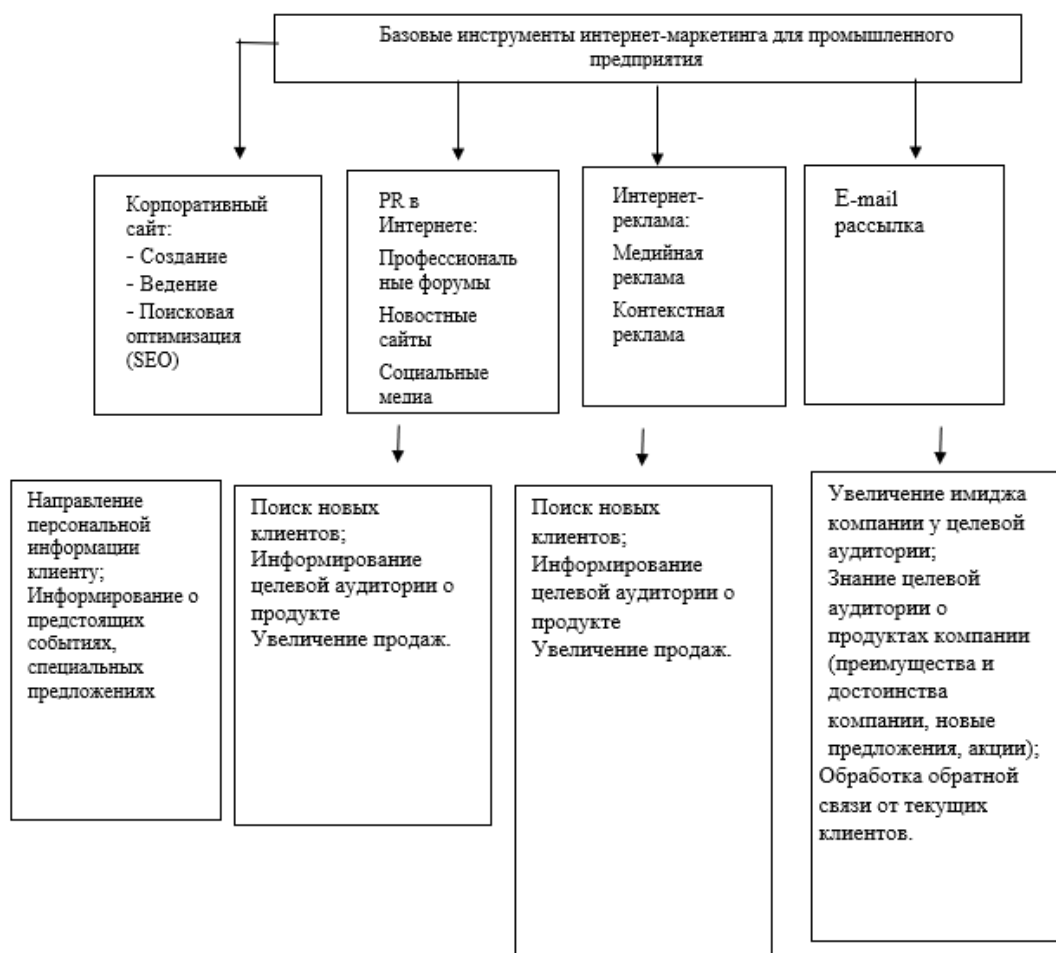 Базовые инструменты интернет-маркетинга для промышленного
предприятия
Корпоративный
сайт:
- Создание
- Ведение
- Поисковая
оптимизация
(SEO)
PR в
Интернете:
Профессиональ
ные форумы
Новостные
сайты
Социальные
медиа
Интернет-
реклама:
Медийная
реклама
Контекстная
реклама
E-mail
рассылка
Направление
персональной
информации
клиенту;
Информирование о
предстоящих
событиях,
специальных
предложениях
Поиск новых
клиентов;
Информирование
целевой аудитории о
продукте
Увеличение продаж.
Поиск новых
клиентов;
Информирование
целевой аудитории о
продукте
Увеличение продаж.
Увеличение имиджа
компании у целевой
аудитории;
Знание целевой
аудитории о
продуктах компании
(преимущества и
достоинства
компании, новые
предложения, акции);
Обработка обратной
связи от текущих
клиентов.